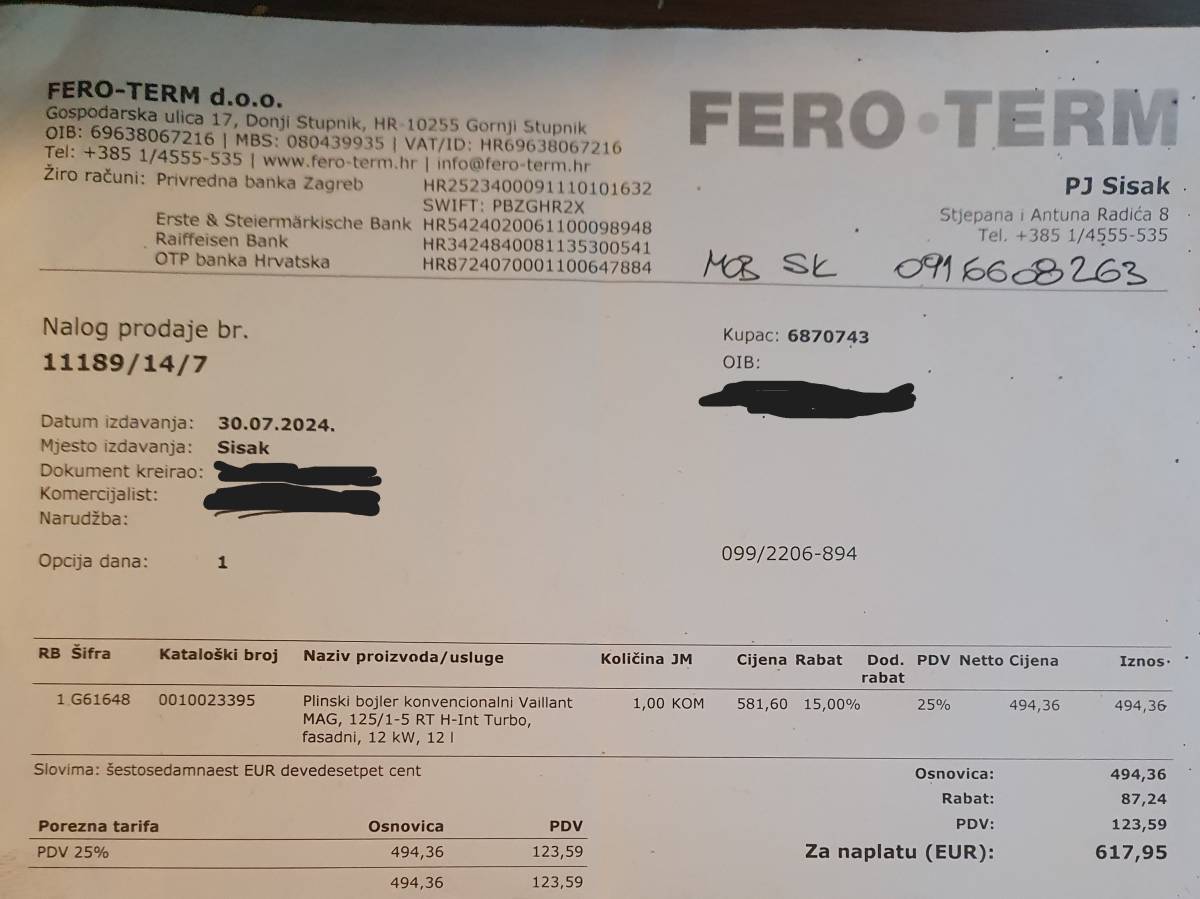 FERO-TERM d.o.o.
Gospodarska ulica 17, Donji Stupnik, HR-10255 Gornji Stupnik
OIB: 69638067216 | MBS: 080439935 | VAT/ID: HR69638067216
Tel: +385 1/4555-535 | www.fero-term.hr | info@fero-term.hr
Žiro računi: Privredna banka Zagreb HR2523400091110101632
SWIFT: PBZGHR2X
Erste & Steiermärkische Bank HR5424020061100098948
Raiffeisen Bank HR3424840081135300541
OTP banka Hrvatska HR8724070001100647884
FERO·TERM
PJ Sisak
Stjepana i Antuna Radića 8
Tel. +385 1/4555-535
MOB SK 0916608263
Nalog prodaje br.
11189/14/7
Kupac: 6870743
OIB:
Datum izdavanja: 30.07.2024.
Mjesto izdavanja: Sisak
Dokument kreirao:
Komercijalist:
Narudžba:
Opcija dana: 1
099/2206-894
RB Šifra Kataloški broj Naziv proizvoda/usluge Količina JM Cijena Rabat Dod. rabat PDV Netto Cijena Iznos
1 G61648 0010023395 Plinski bojler konvencionalni Vaillant 1,00 KOM 581,60 15,00% 25% 494,36 494,36
MAG, 125/1-5 RT H-Int Turbo,
fasadni, 12 kW, 12 l
Slovima: šestosedamnaest EUR devedesetpet cent
Osnovica: 494,36
Rabat: 87,24
PDV: 123,59
Za naplatu (EUR): 617,95
Porezna tarifa Osnovica PDV
PDV 25% 494,36 123,59
494,36 123,59